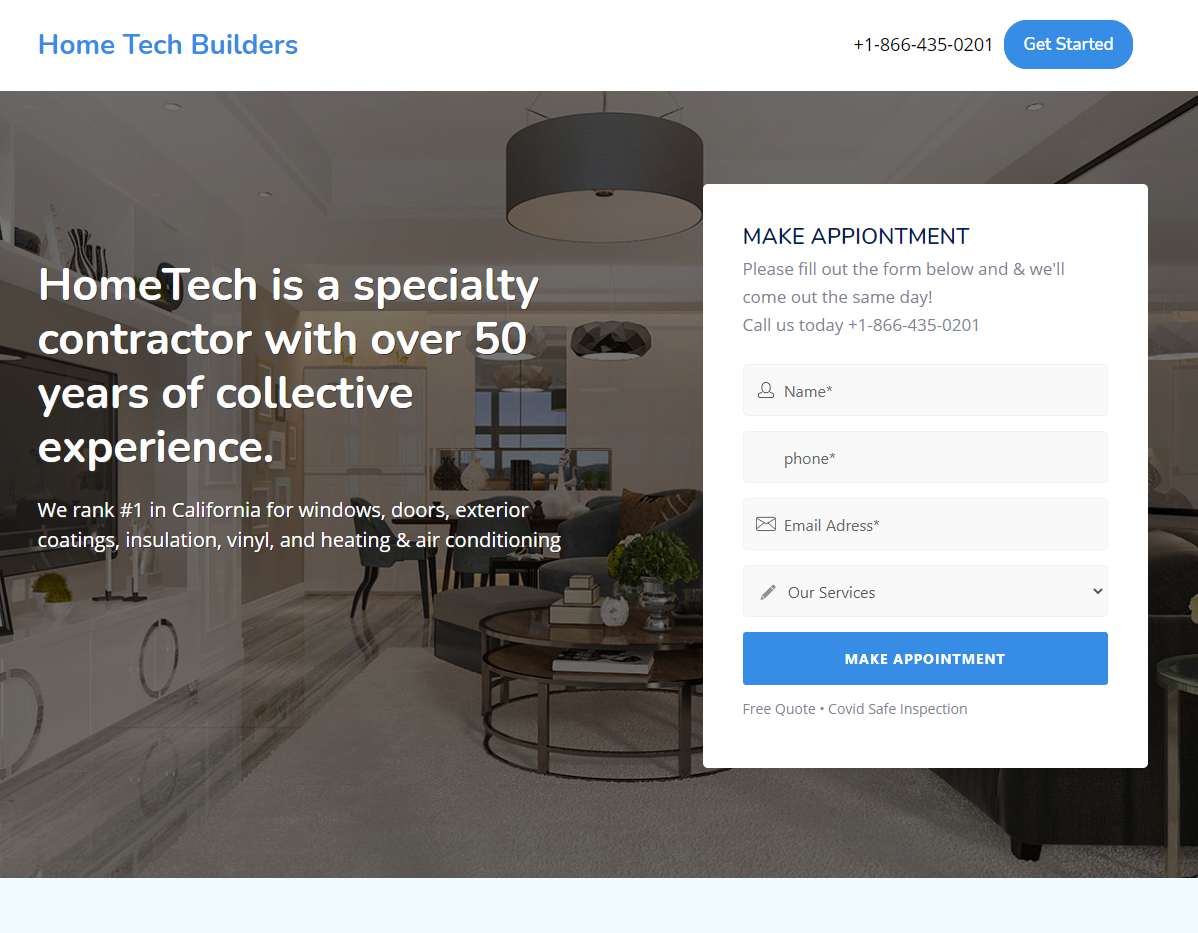 Home Tech Builders
+1-866-435-0201
Get Started
HomeTech is a specialty
contractor with over 50
years of collective
experience.
We rank #1 in California for windows, doors, exterior
coatings, insulation, vinyl, and heating & air conditioning
MAKE APPIONTMENT
Please fill out the form below and & we'll
come out the same day!
Call us today +1-866-435-0201
Name*
phone*
Email Adress*
Our Services
MAKE APPOINTMENT
Free Quote • Covid Safe Inspection